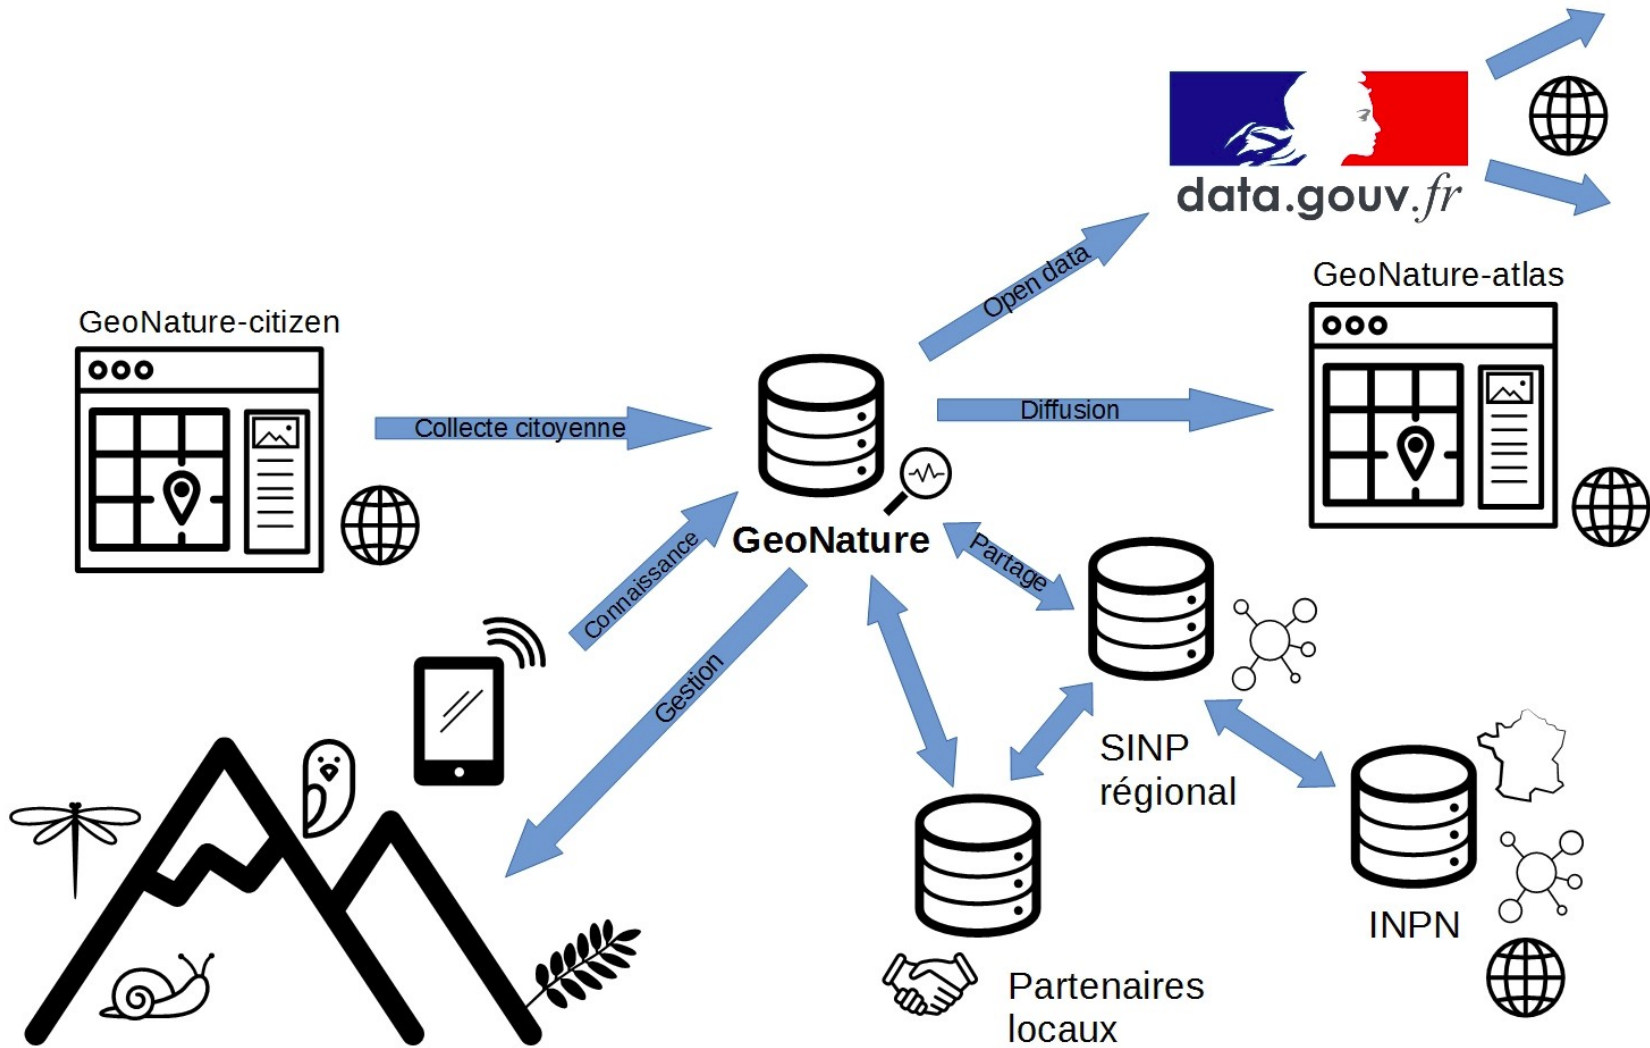 data.gouv.fr
Open data
GeoNature-atlas
GeoNature-citizen
Collecte citoyenne
Diffusion
GeoNature
Connaissance
Partage
Gestion
SINP
régional
INPN
Partenaires
locaux